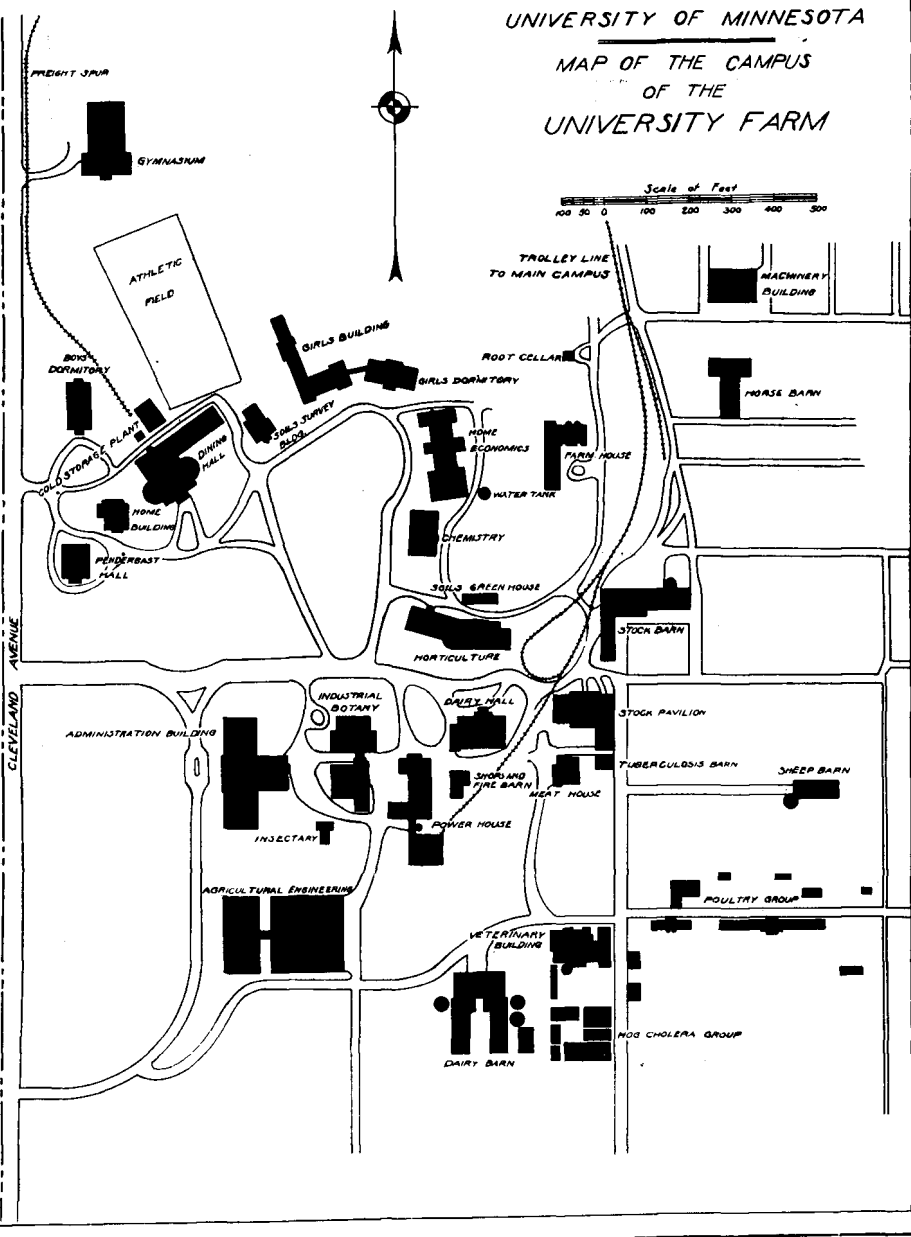 UNIVERSITY OF MINNESOTA
MAP OF THE CAMPUS
OF THE
UNIVERSITY FARM
Scale of Feet
100 50 0 100 200 300 400 500
FREIGHT SPUR
GYMNASIUM
ATHLETIC
FIELD
TROLLEY LINE
TO MAIN CAMPUS
MACHINERY
BUILDING
GIRLS BUILDING
ROOT CELLAR
BOYS
DORMITORY
GIRLS DORMITORY
HORSE BARN
COLD STORAGE PLANT
DINING
HALL
SOILS SURVEY
BLDG.
HOME
ECONOMICS
FARM HOUSE
WATER TANK
HOME
BUILDING
CHEMISTRY
PENDERGAST
HALL
SOILS GREEN HOUSE
STOCK BARN
HORTICULTURE
CLEVELAND AVENUE
INDUSTRIAL
BOTANY
DAIRY HALL
STOCK PAVILION
ADMINISTRATION BUILDING
TUBERCULOSIS BARN
SHOPS AND
FIRE BARN
MEAT HOUSE
SHEEP BARN
INSECTARY
POWER HOUSE
AGRICULTURAL ENGINEERING
POULTRY GROUP
VETERINARY
BUILDING
HOG CHOLERA GROUP
DAIRY BARN